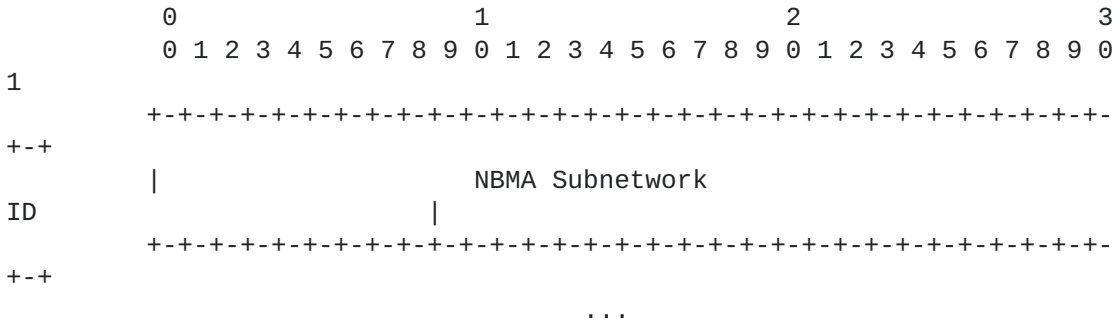 0                   1                   2                   3
0 1 2 3 4 5 6 7 8 9 0 1 2 3 4 5 6 7 8 9 0 1 2 3 4 5 6 7 8 9 0
1
+-+-+-+-+-+-+-+-+-+-+-+-+-+-+-+-+-+-+-+-+-+-+-+-+-+-+-+-+-+-+-
+-+
|                    NBMA Subnetwork
ID                           |
+-+-+-+-+-+-+-+-+-+-+-+-+-+-+-+-+-+-+-+-+-+-+-+-+-+-+-+-+-+-+-
+-+
...